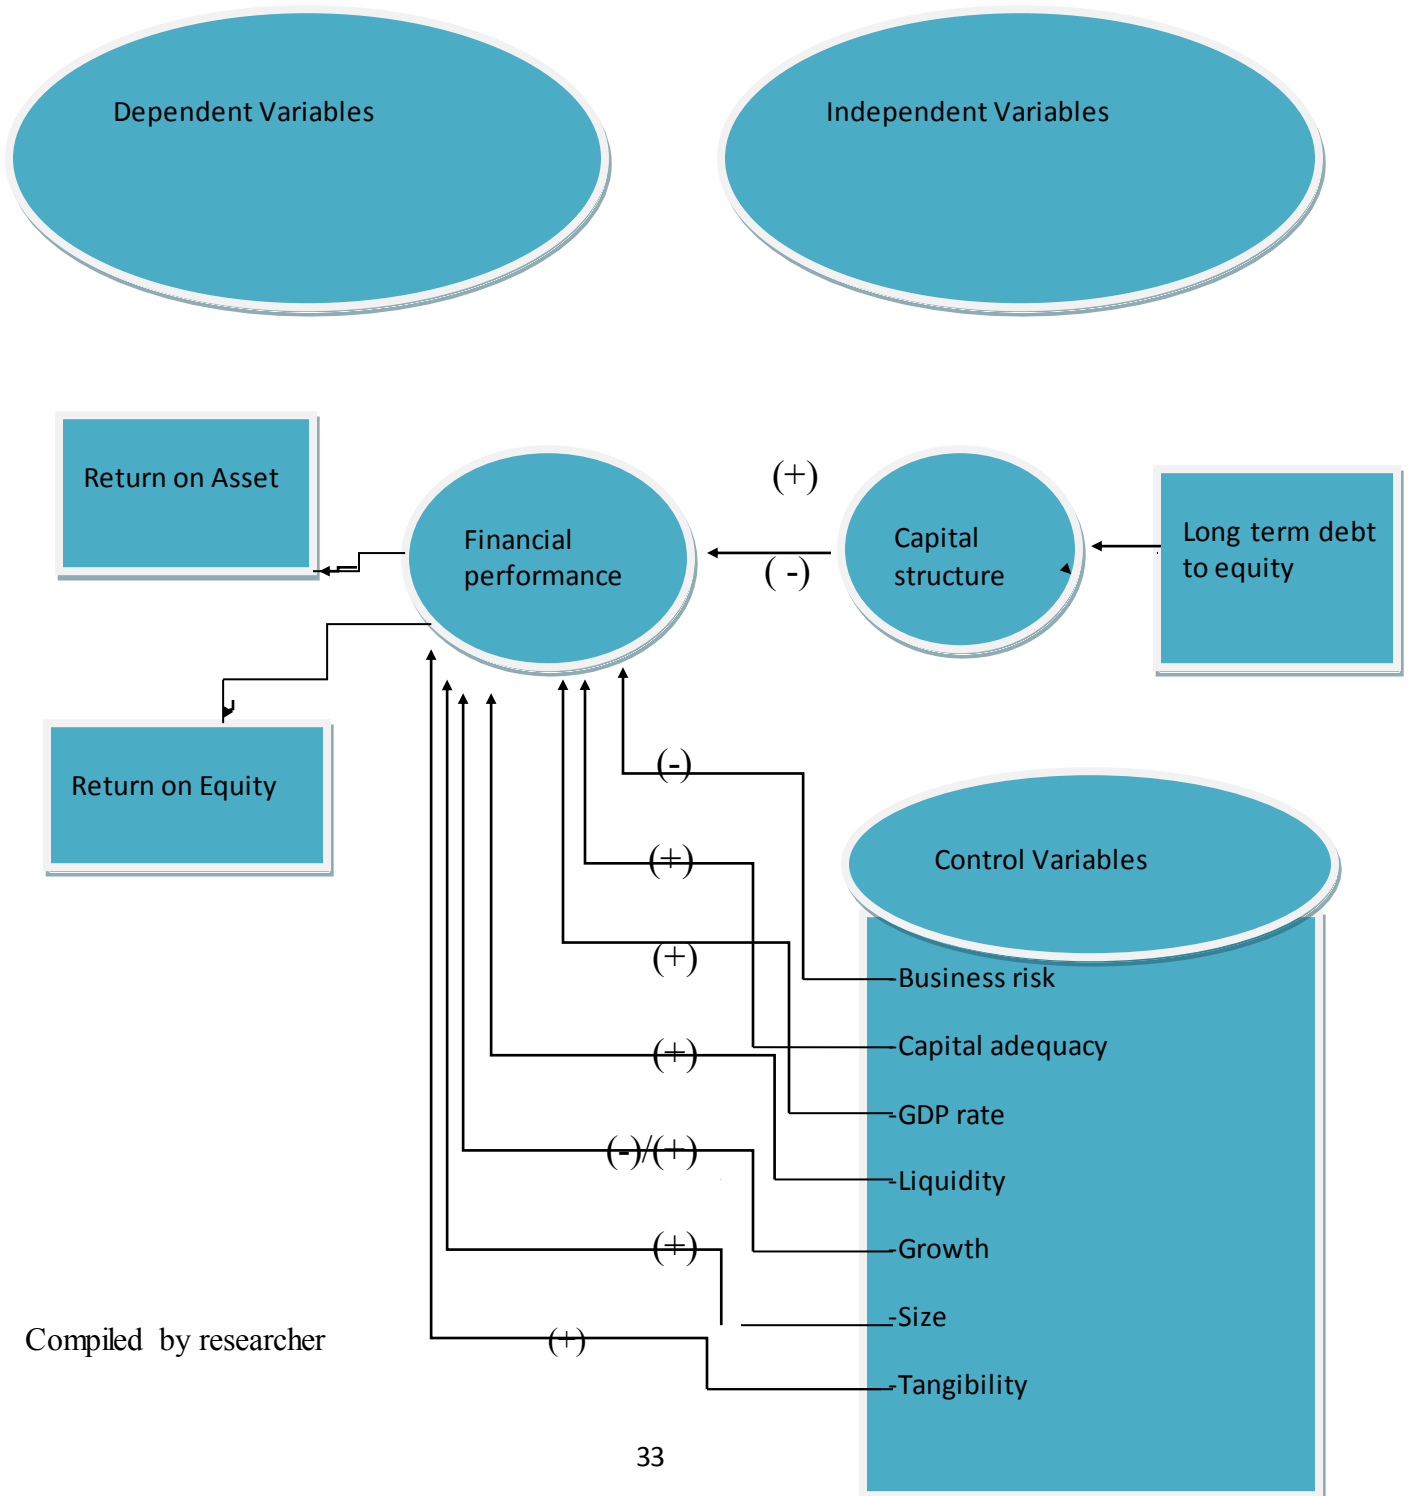 Dependent Variables
Independent Variables
Return on Asset
Financial
performance
(+)
( -)
Capital
structure
Long term debt
to equity
Return on Equity
(-)
(+)
(+)
(+)
(-)/(+)
(+)
(+)
Control Variables
-Business risk
-Capital adequacy
-GDP rate
-Liquidity
-Growth
-Size
-Tangibility
Compiled by researcher
33